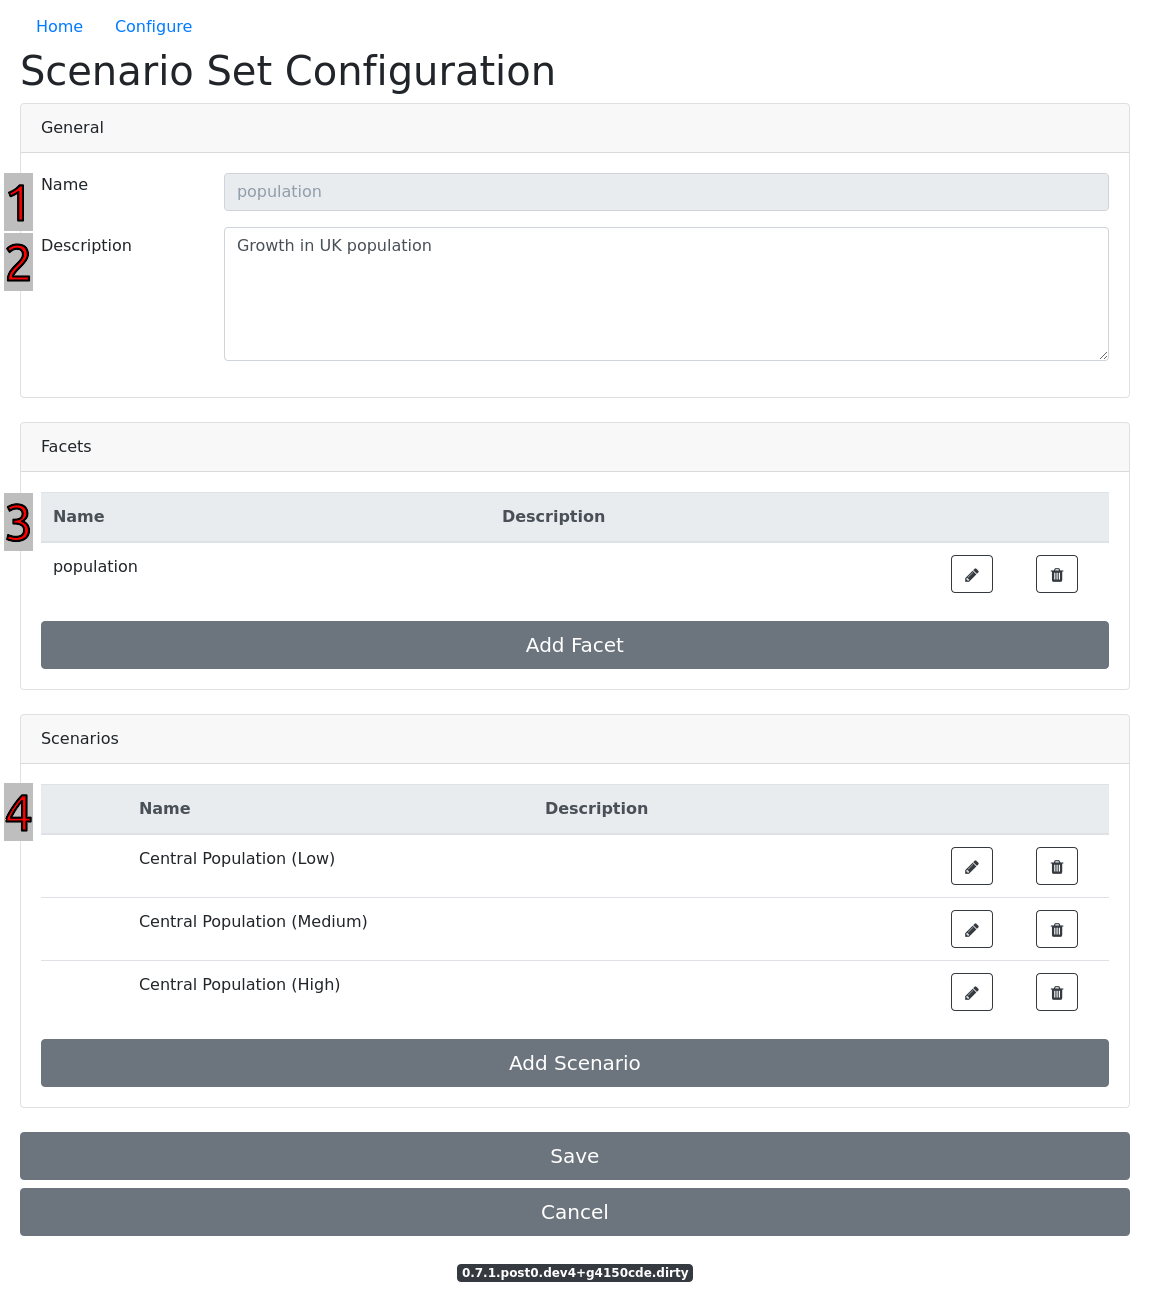 Home Configure
Scenario Set Configuration
General
1 Name population
2 Description Growth in UK population
Facets
3 Name Description
population
Add Facet
Scenarios
4 Name Description
Central Population (Low)
Central Population (Medium)
Central Population (High)
Add Scenario
Save
Cancel
0.7.1.post0.dev4+g4150cde.dirty